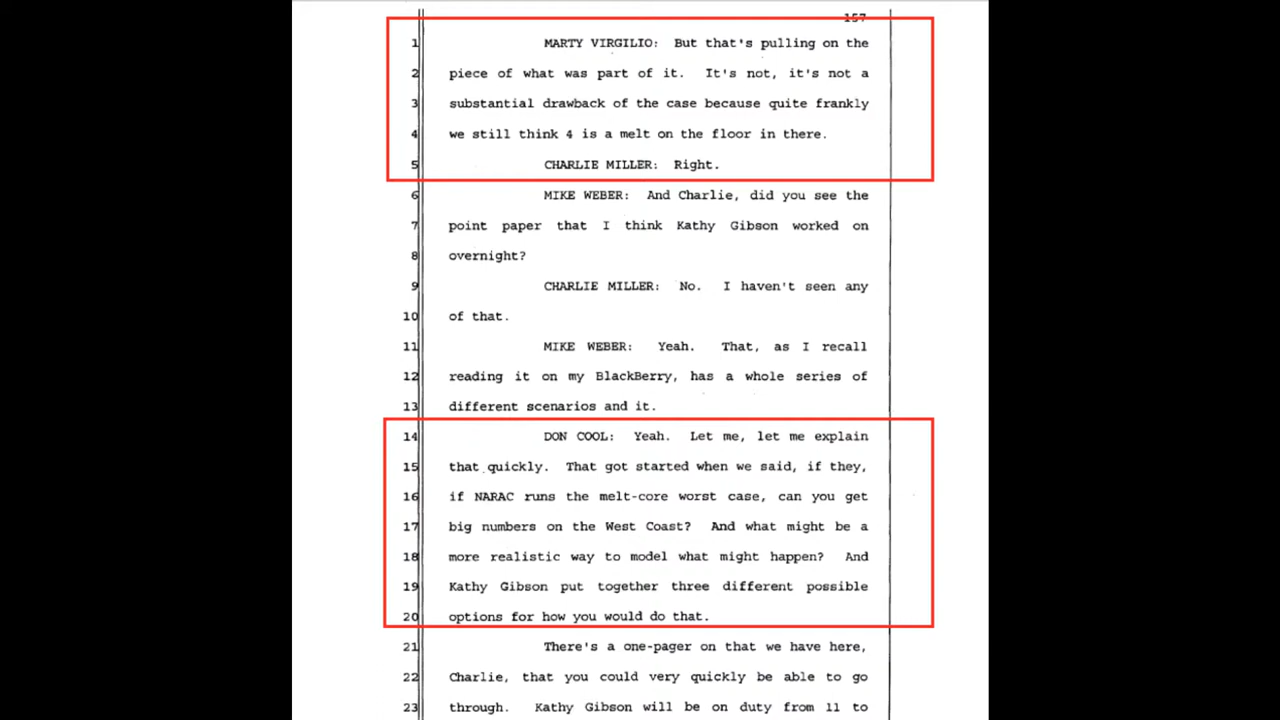 157
1 MARTY VIRGILIO: But that's pulling on the
2 piece of what was part of it. It's not, it's not a
3 substantial drawback of the case because quite frankly
4 we still think 4 is a melt on the floor in there.
5 CHARLIE MILLER: Right.
6 MIKE WEBER: And Charlie, did you see the
7 point paper that I think Kathy Gibson worked on
8 overnight?
9 CHARLIE MILLER: No. I haven't seen any
10 of that.
11 MIKE WEBER: Yeah. That, as I recall
12 reading it on my BlackBerry, has a whole series of
13 different scenarios and it.
14 DON COOL: Yeah. Let me, let me explain
15 that quickly. That got started when we said, if they,
16 if NARAC runs the melt-core worst case, can you get
17 big numbers on the West Coast? And what might be a
18 more realistic way to model what might happen? And
19 Kathy Gibson put together three different possible
20 options for how you would do that.
21 There's a one-pager on that we have here,
22 Charlie, that you could very quickly be able to go
23 through. Kathy Gibson will be on duty from 11 to